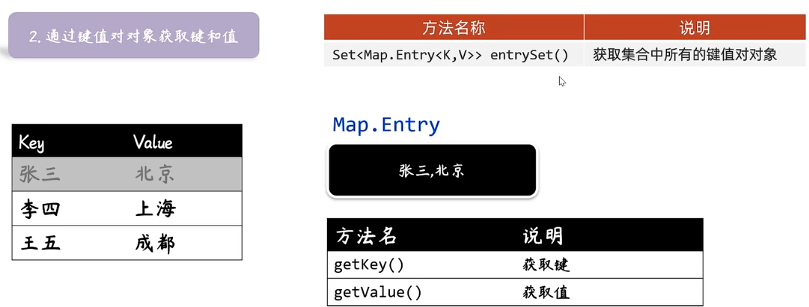 2. 通过键值对对象获取键和值
方法名称 说明
Set<Map.Entry<K,V>> entrySet() 获取集合中所有的键值对对象
Key Value
张三 北京
李四 上海
王五 成都
Map.Entry
张三,北京
方法名 说明
getKey() 获取键
getValue() 获取值